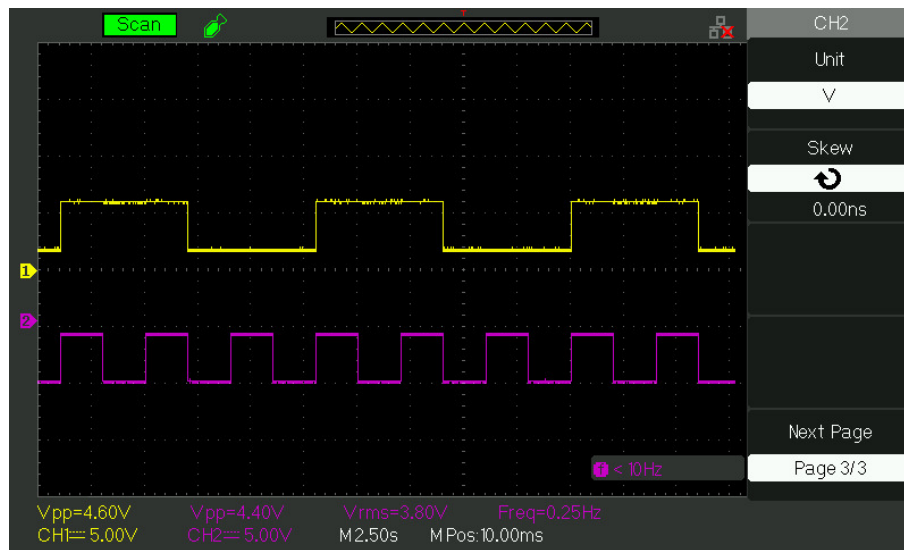 Scan
CH2
Unit
V
Skew
0.00ns
1
2
Next Page
f < 10Hz
Page 3/3
Vpp=4.60V Vpp=4.40V Vrms=3.80V Freq=0.25Hz
CH1 5.00V CH2 5.00V M 2.50s M Pos:10.00ms